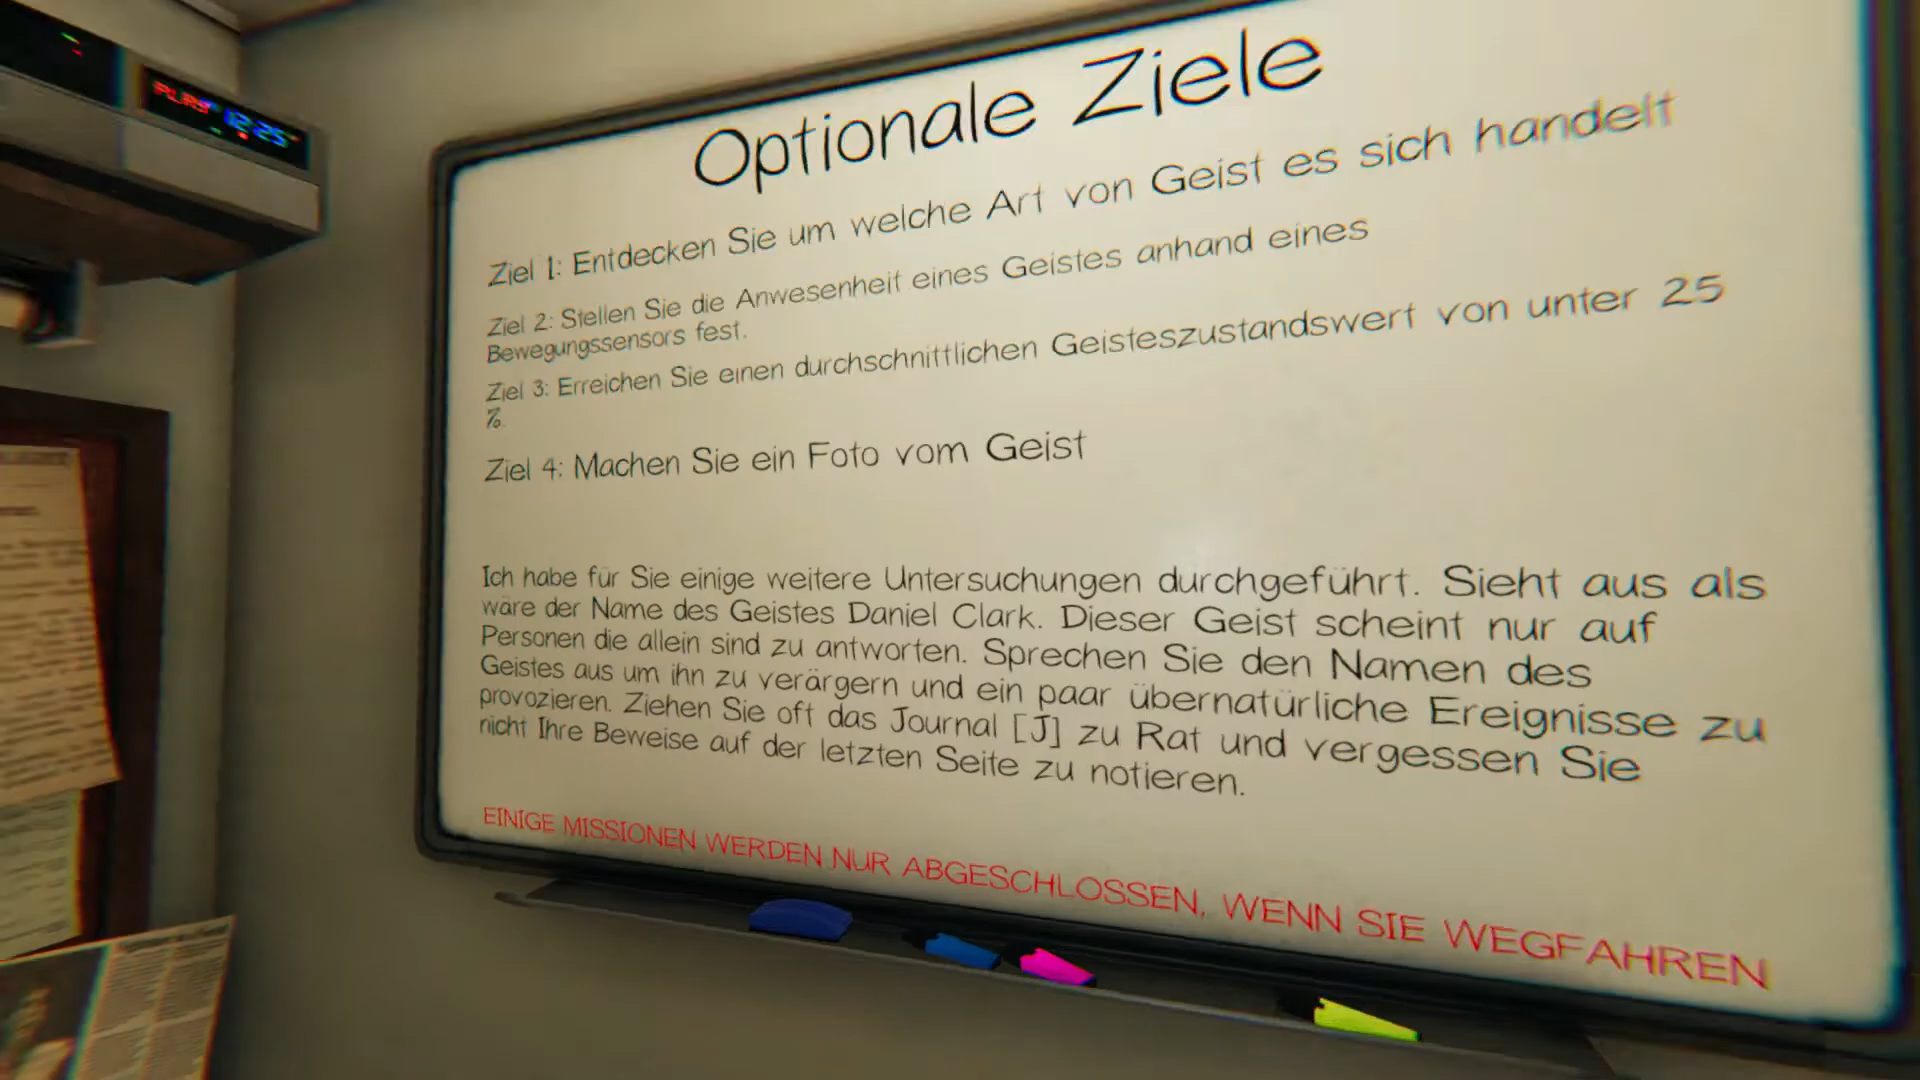 PLAY 12:25
Optionale Ziele
Ziel 1: Entdecken Sie um welche Art von Geist es sich handelt
Ziel 2: Stellen Sie die Anwesenheit eines Geistes anhand eines
Bewegungssensors fest.
Ziel 3: Erreichen Sie einen durchschnittlichen Geisteszustandswert von unter 25
%.
Ziel 4: Machen Sie ein Foto vom Geist
Ich habe für Sie einige weitere Untersuchungen durchgeführt. Sieht aus als
wäre der Name des Geistes Daniel Clark. Dieser Geist scheint nur auf
Personen die allein sind zu antworten. Sprechen Sie den Namen des
Geistes aus um ihn zu verärgern und ein paar übernatürliche Ereignisse zu
provozieren. Ziehen Sie oft das Journal [J] zu Rat und vergessen Sie
nicht Ihre Beweise auf der letzten Seite zu notieren.
EINIGE MISSIONEN WERDEN NUR ABGESCHLOSSEN, WENN SIE WEGFAHREN